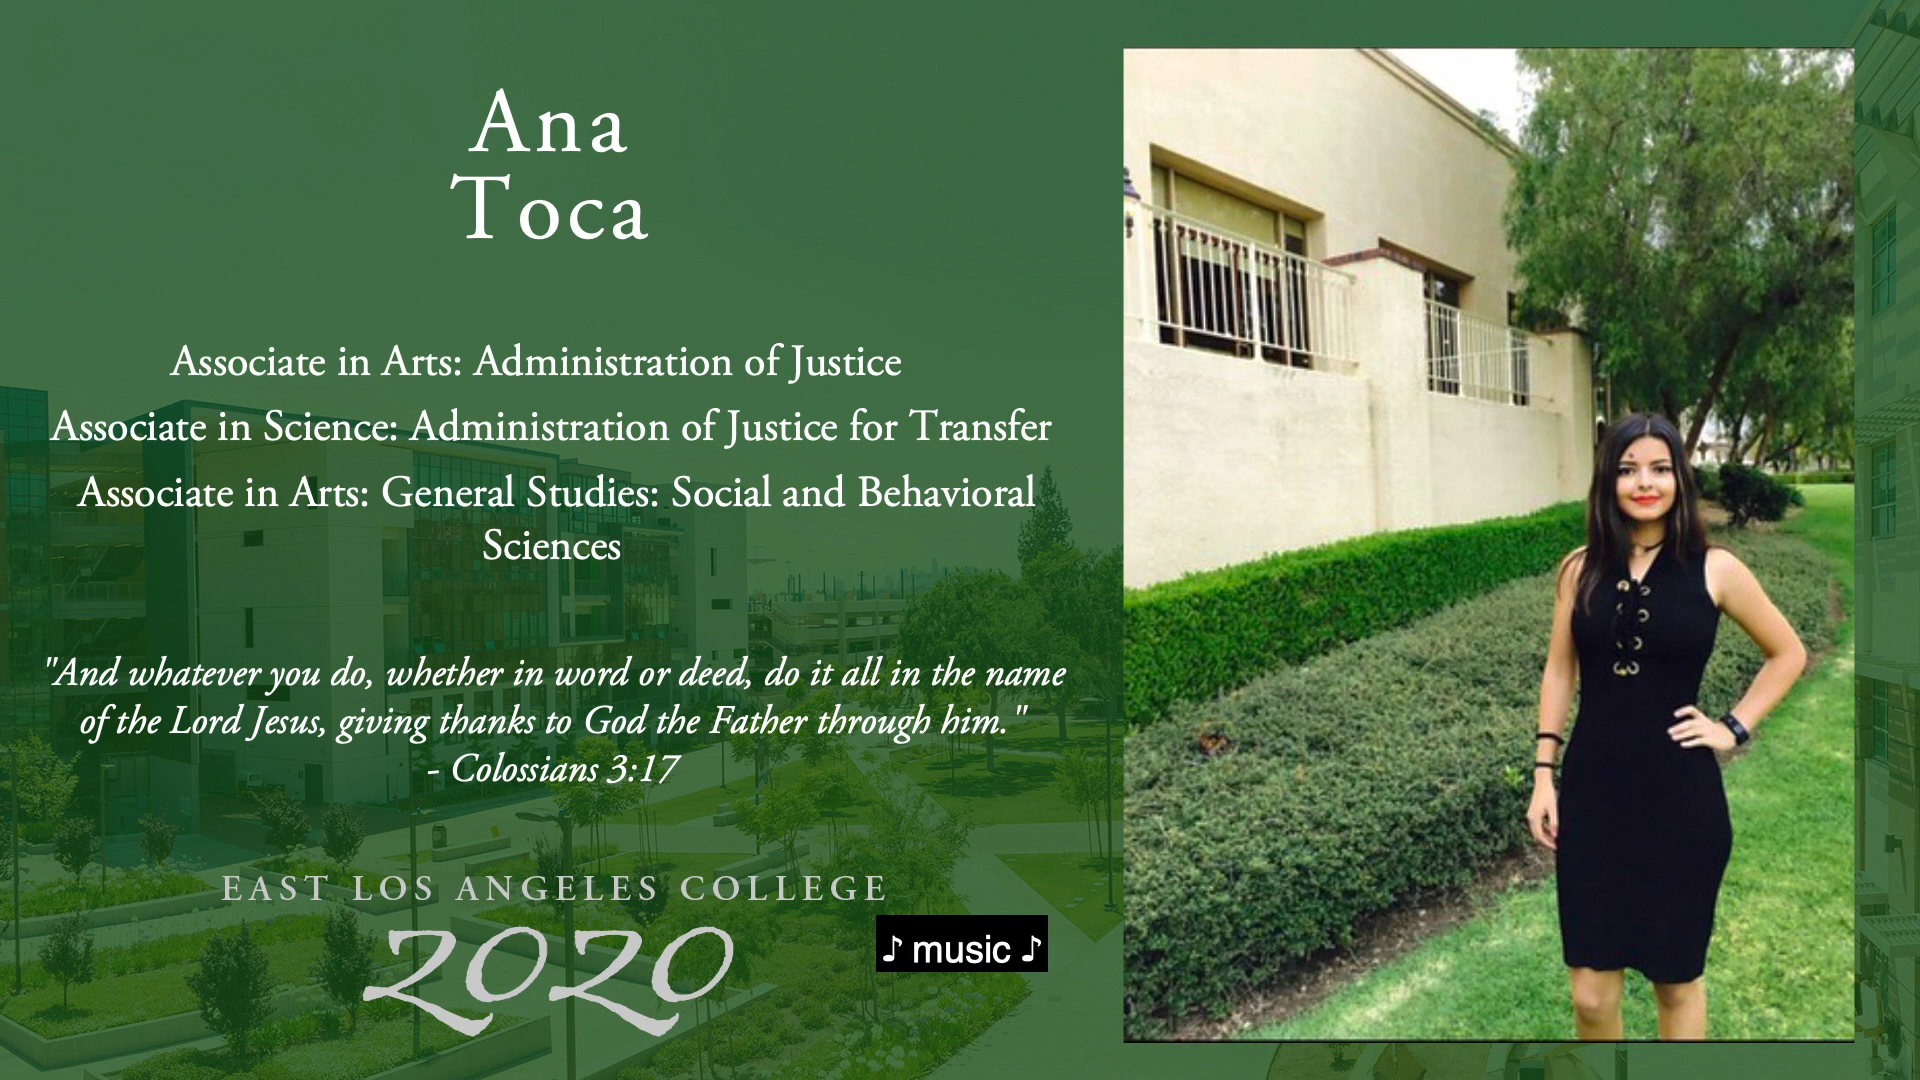 Ana
Toca
Associate in Arts: Administration of Justice
Associate in Science: Administration of Justice for Transfer
Associate in Arts: General Studies: Social and Behavioral
Sciences
"And whatever you do, whether in word or deed, do it all in the name
of the Lord Jesus, giving thanks to God the Father through him."
- Colossians 3:17
EAST LOS ANGELES COLLEGE
2020
♪ music ♪